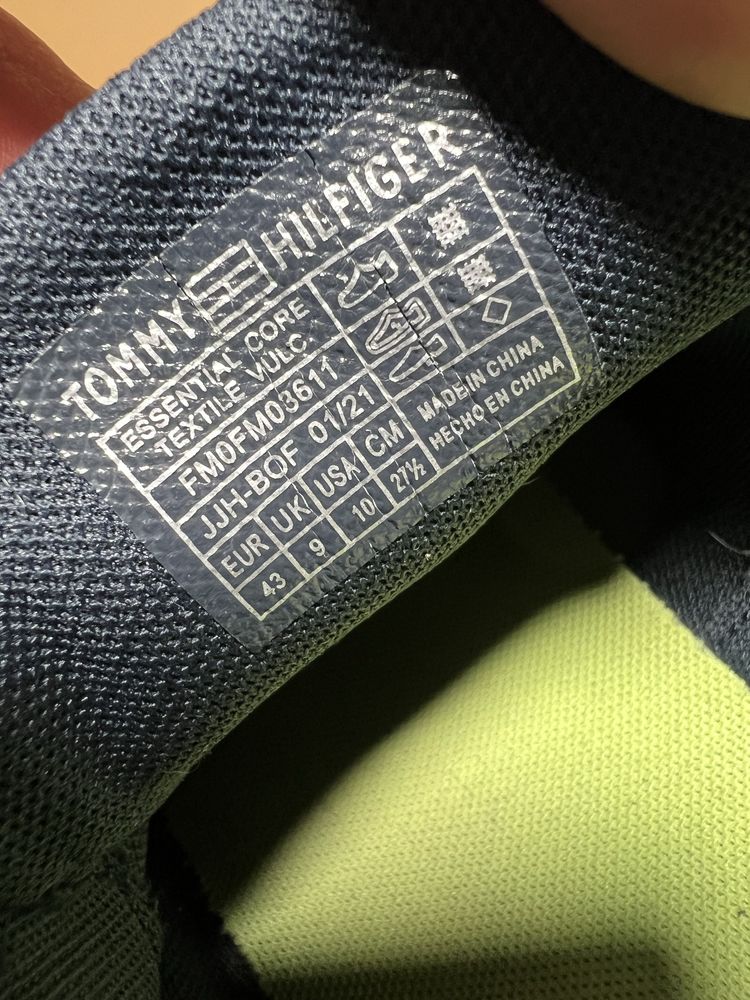 TOMMY HILFIGER
ESSENTIAL CORE
TEXTILE VULC.
FM0FM03611
JJH-BOF 01/21
EUR UK USA CM
43 9 10 27½
MADE IN CHINA
HECHO EN CHINA